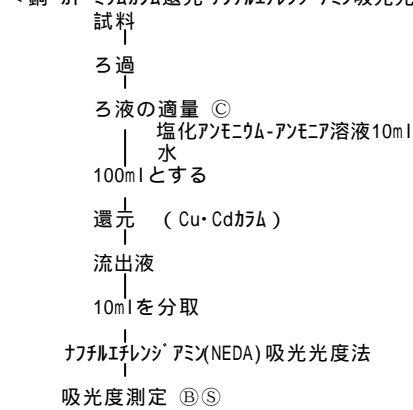 試料
ろ過
ろ液の適量 Ⓒ
塩化ｱﾝﾓﾆｳﾑ-ｱﾝﾓﾆｱ溶液10ml
水
100mlとする
還元 （Cu･Cdｶﾗﾑ）
流出液
10mlを分取
ﾅﾌﾁﾙｴﾁﾚﾝｼﾞｱﾐﾝ(NEDA)吸光光度法
吸光度測定 ⒷⓈ